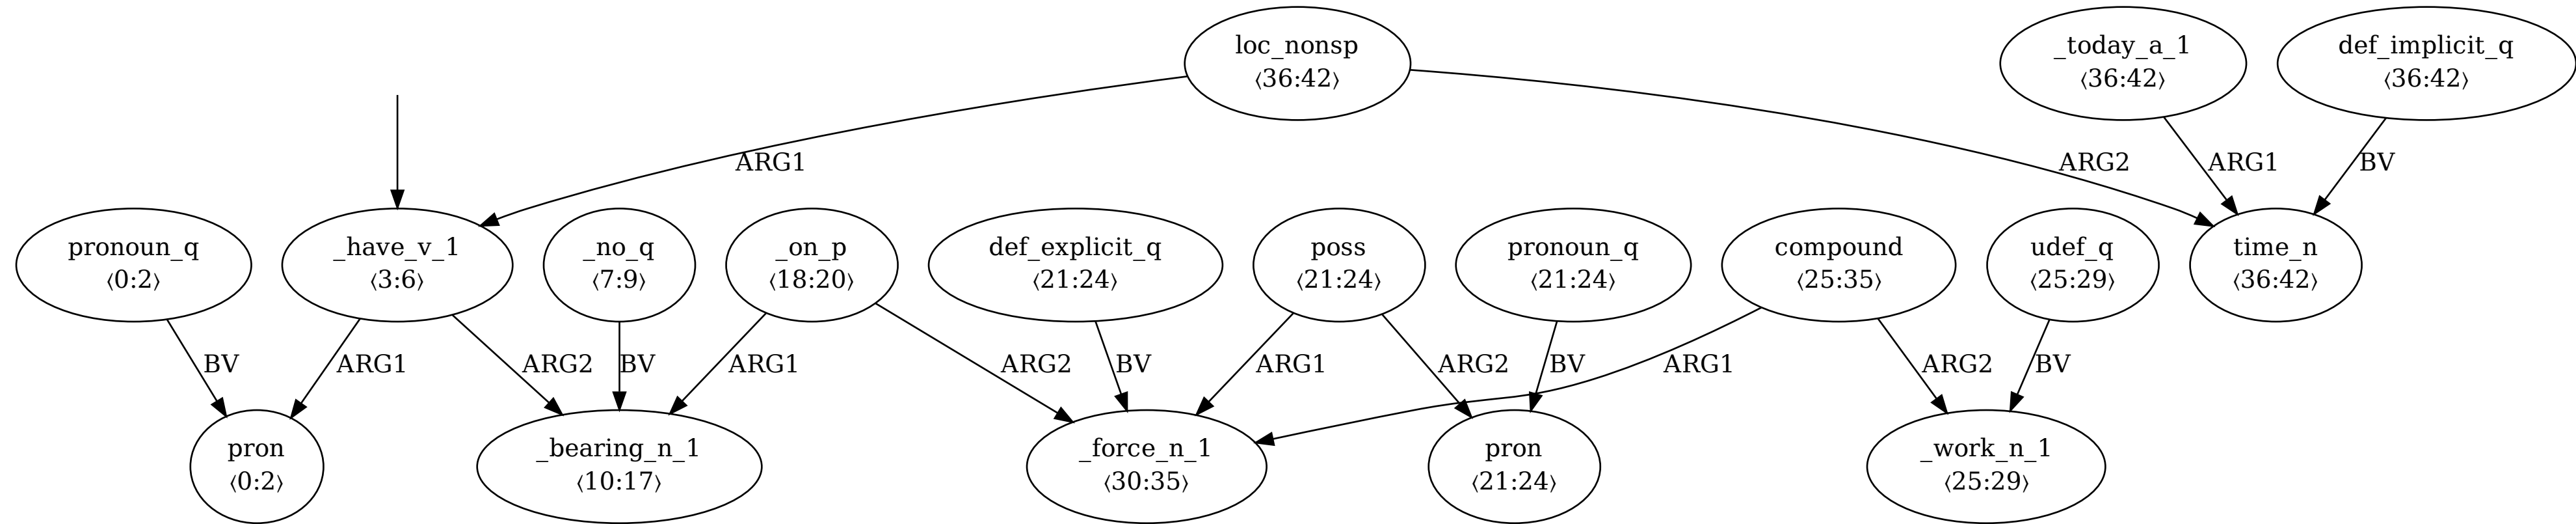 loc_nonsp
⟨36:42⟩
_today_a_1
⟨36:42⟩
def_implicit_q
⟨36:42⟩
ARG1
ARG2
ARG1
BV
pronoun_q
⟨0:2⟩
_have_v_1
⟨3:6⟩
_no_q
⟨7:9⟩
_on_p
⟨18:20⟩
def_explicit_q
⟨21:24⟩
poss
⟨21:24⟩
pronoun_q
⟨21:24⟩
compound
⟨25:35⟩
udef_q
⟨25:29⟩
time_n
⟨36:42⟩
BV
ARG1
ARG2
BV
ARG1
ARG2
BV
ARG1
ARG2
BV
ARG1
ARG2
BV
pron
⟨0:2⟩
_bearing_n_1
⟨10:17⟩
_force_n_1
⟨30:35⟩
pron
⟨21:24⟩
_work_n_1
⟨25:29⟩